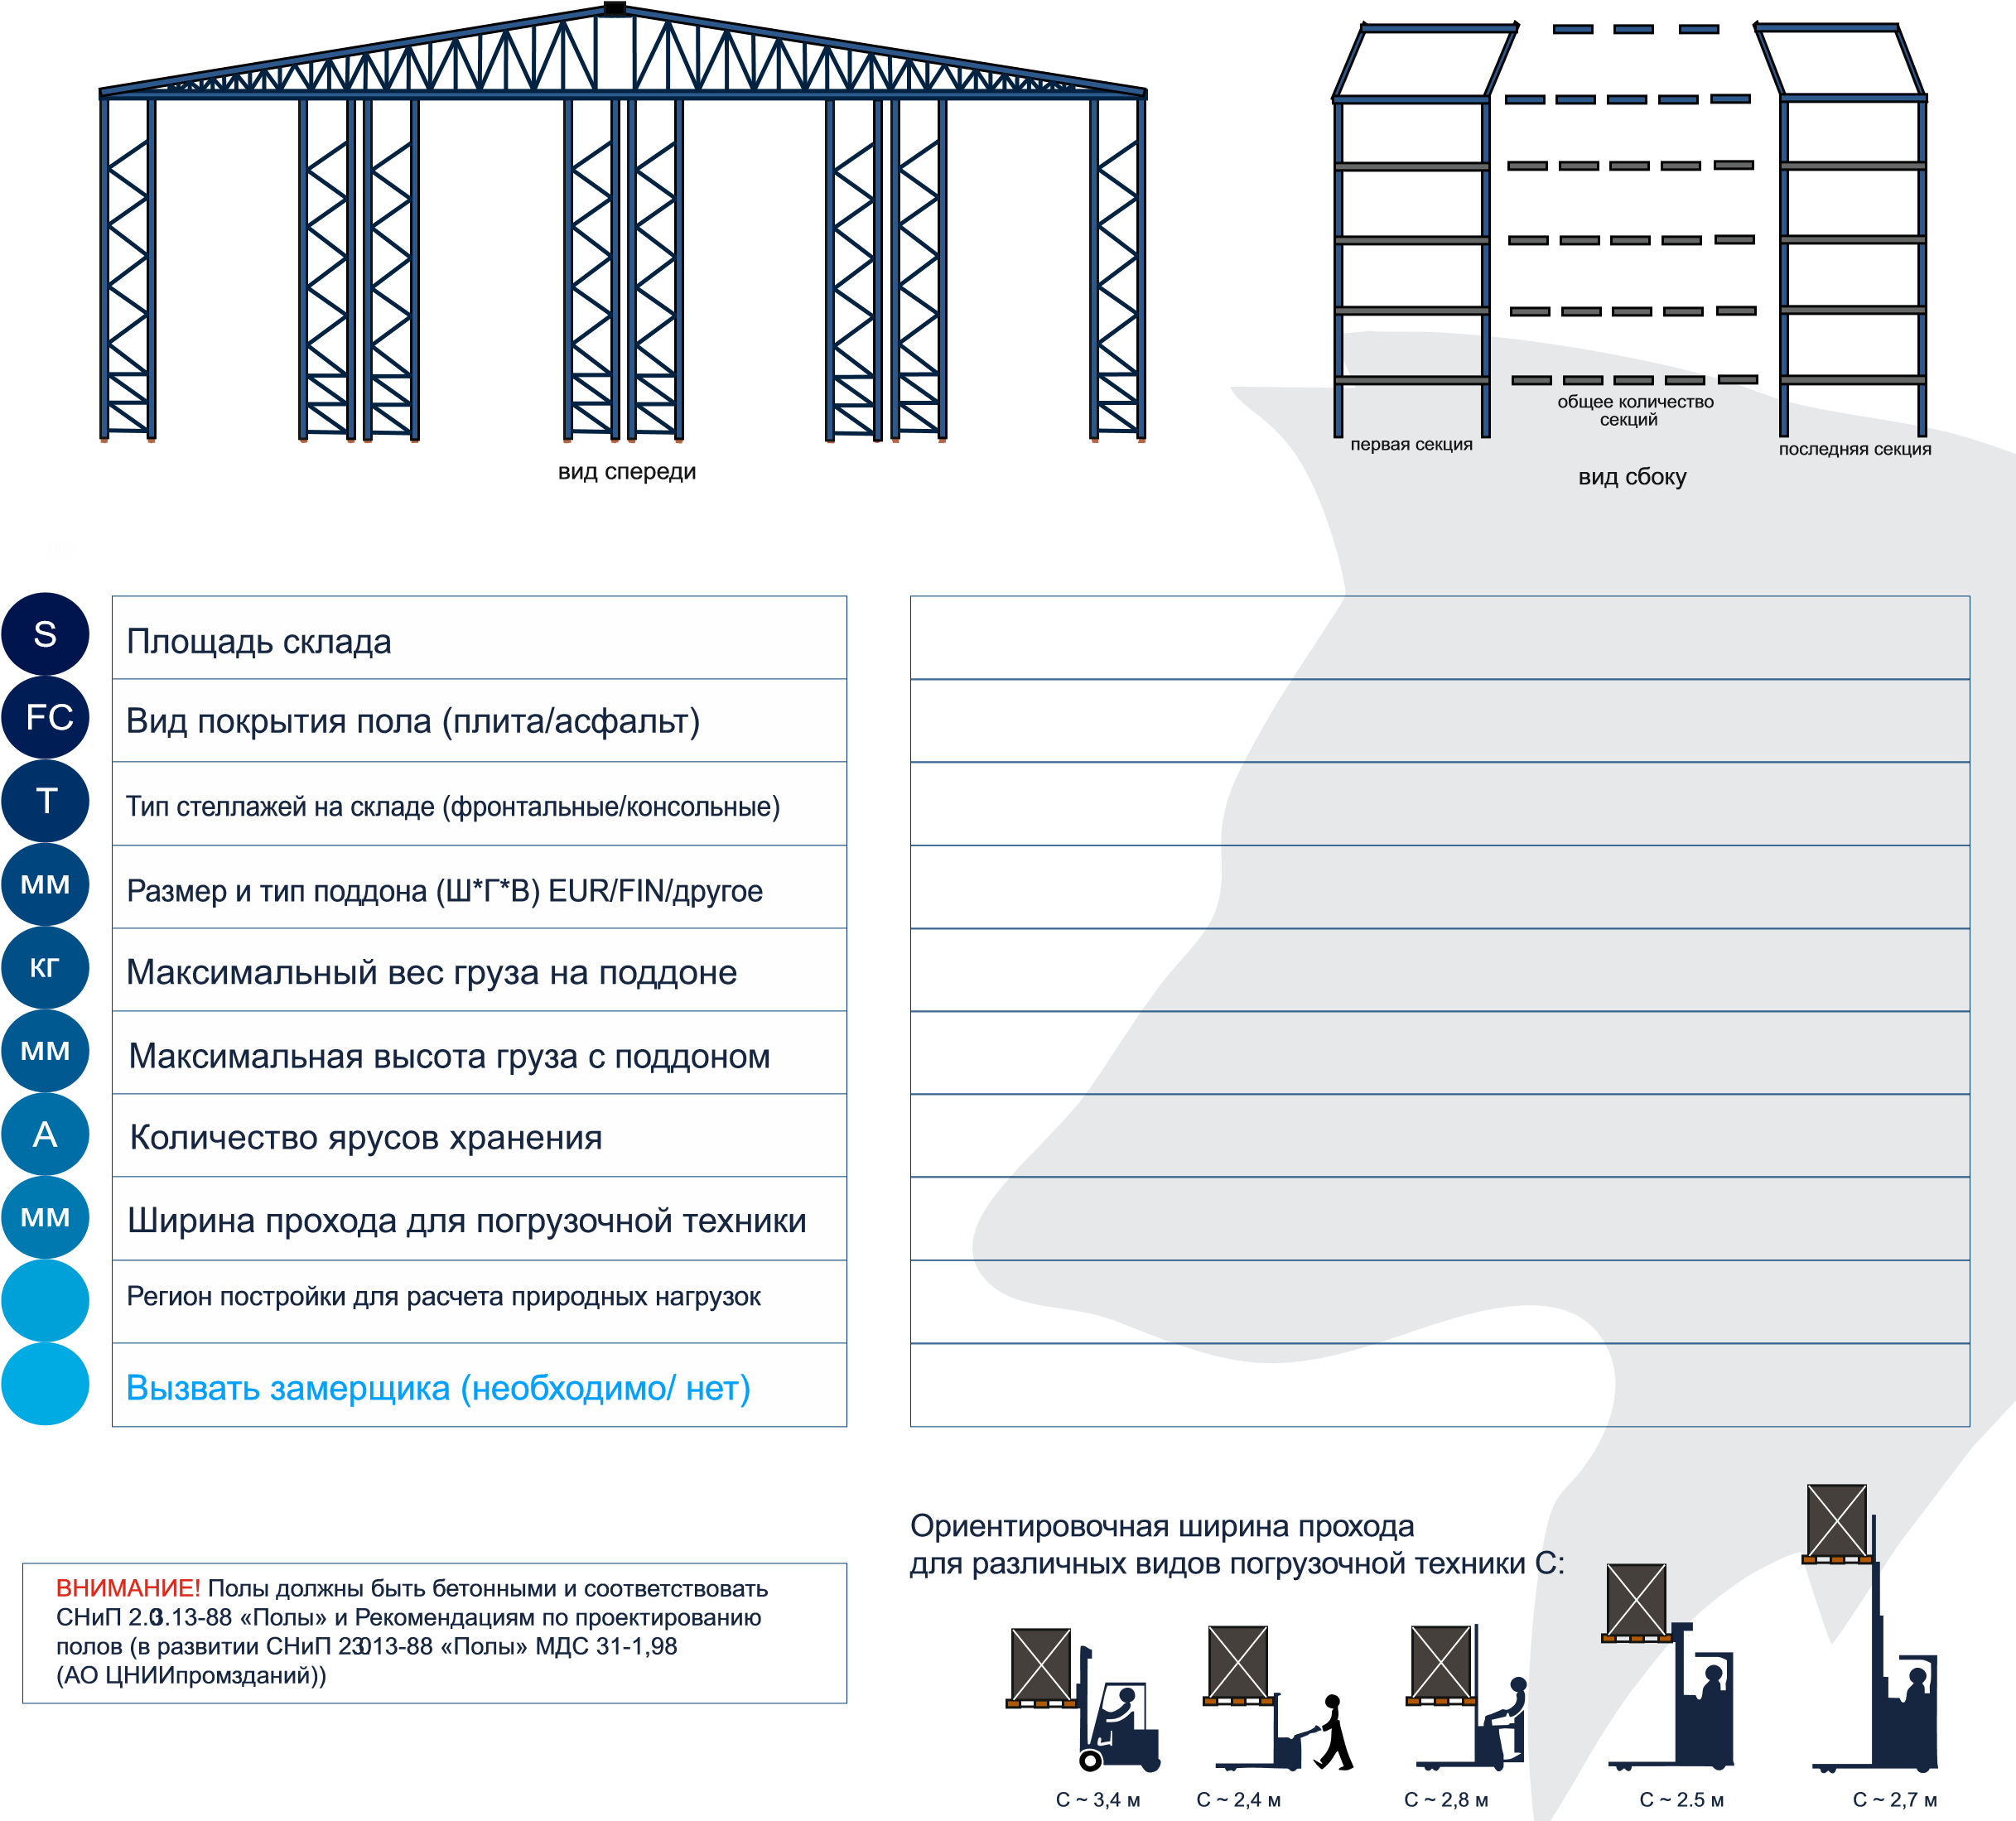 общее количество
секций
первая секция
последняя секция
вид спереди
вид сбоку
S
Площадь склада
FC
Вид покрытия пола (плита/асфальт)
T
Тип стеллажей на складе (фронтальные/консольные)
мм
Размер и тип поддона (Ш*Г*В) EUR/FIN/другое
кг
Максимальный вес груза на поддоне
мм
Максимальная высота груза с поддоном
A
Количество ярусов хранения
мм
Ширина прохода для погрузочной техники
Регион постройки для расчета природных нагрузок
Вызвать замерщика (необходимо/ нет)
ВНИМАНИЕ! Полы должны быть бетонными и соответствовать
СНиП 2.03.13-88 «Полы» и Рекомендациям по проектированию
полов (в развитии СНиП 23013-88 «Полы» МДС 31-1,98
(АО ЦНИИпромзданий))
Ориентировочная ширина прохода
для различных видов погрузочной техники С:
С ~ 3,4 м
С ~ 2,4 м
С ~ 2,8 м
С ~ 2.5 м
С ~ 2,7 м